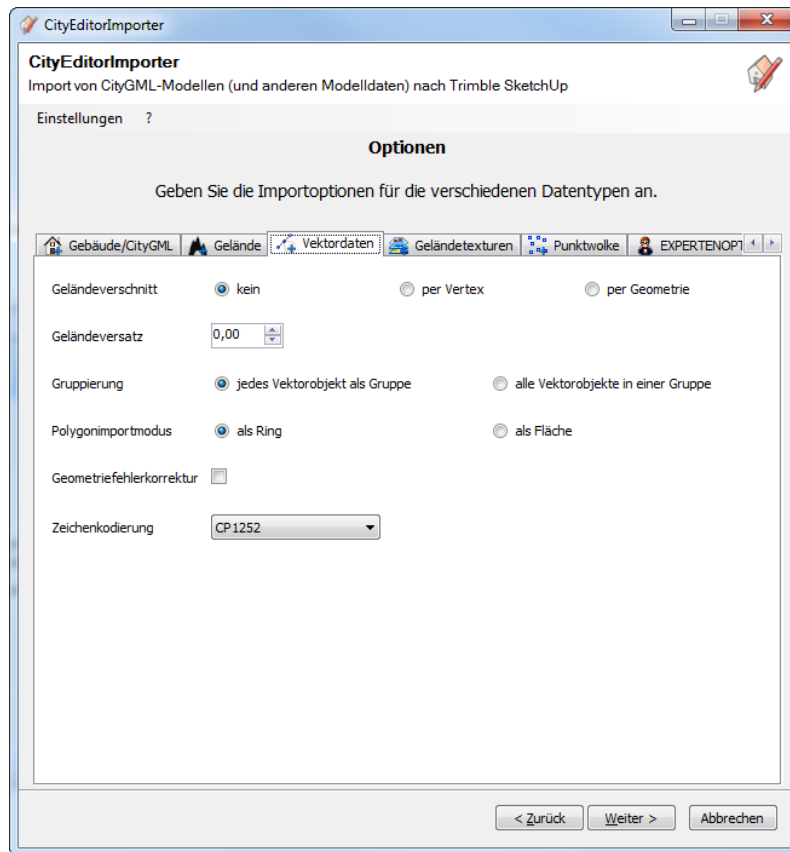 CityEditorImporter
CityEditorImporter
Import von CityGML-Modellen (und anderen Modelldaten) nach Trimble SketchUp
Einstellungen ?
Optionen
Geben Sie die Importoptionen für die verschiedenen Datentypen an.
Gebäude/CityGML Gelände Vektordaten Geländetexturen Punktwolke EXPERTENOPT
Geländeverschnitt kein per Vertex per Geometrie
Geländeversatz 0,00
Gruppierung jedes Vektorobjekt als Gruppe alle Vektorobjekte in einer Gruppe
Polygonimportmodus als Ring als Fläche
Geometriefehlerkorrektur
Zeichenkodierung CP1252
< Zurück Weiter > Abbrechen